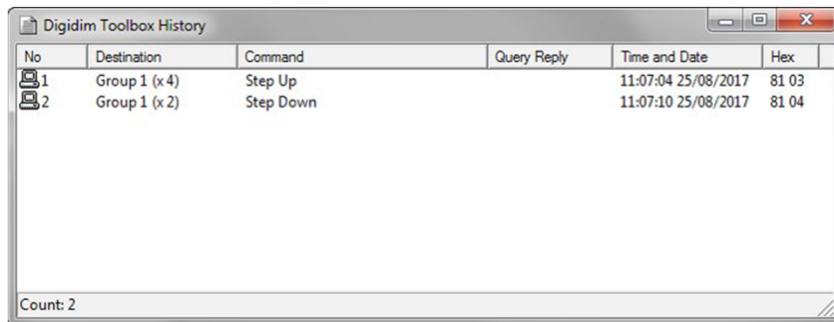 Digidim Toolbox History
No Destination Command Query Reply Time and Date Hex
1 Group 1 (x 4) Step Up 11:07:04 25/08/2017 81 03
2 Group 1 (x 2) Step Down 11:07:10 25/08/2017 81 04
Count: 2